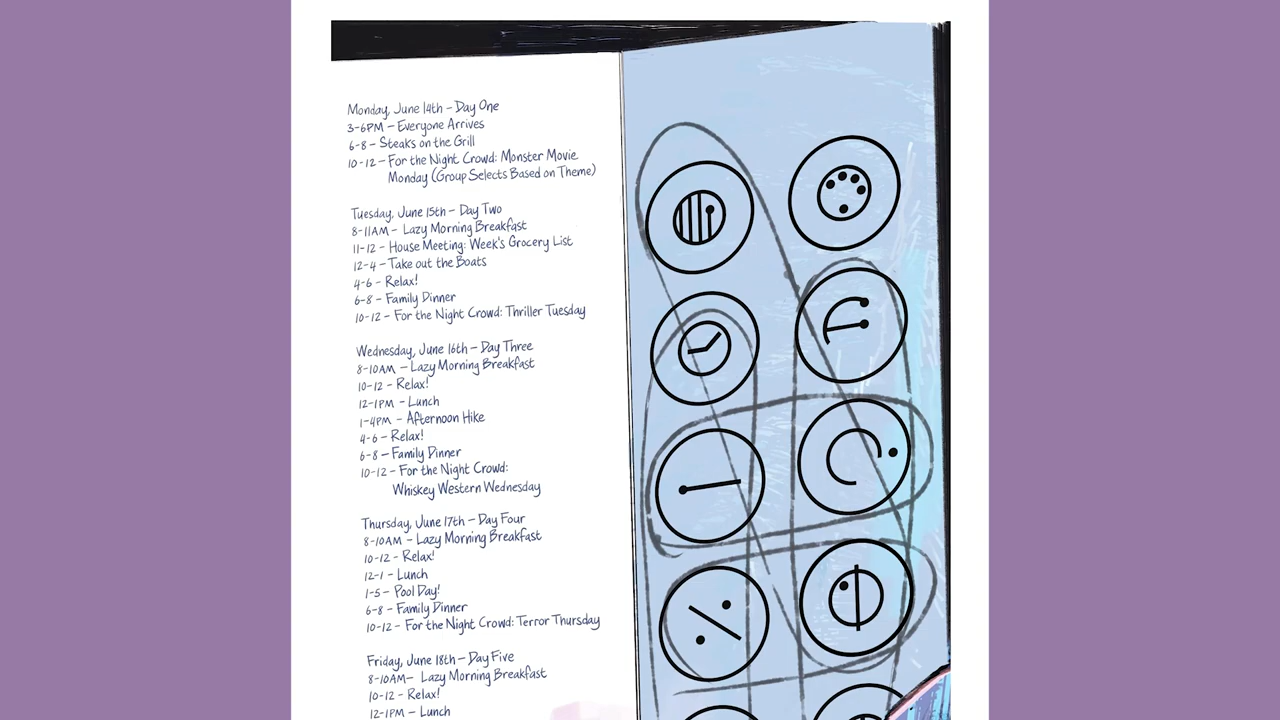 Monday, June 14th – Day One
3-6PM – Everyone Arrives
6-8 – Steaks on the Grill
10-12 – For the Night Crowd: Monster Movie
Monday (Group Selects Based on Theme)
Tuesday, June 15th – Day Two
8-11AM – Lazy Morning Breakfast
11-12 – House Meeting: Week's Grocery List
12-4 – Take out the Boats
4-6 – Relax!
6-8 – Family Dinner
10-12 – For the Night Crowd: Thriller Tuesday
Wednesday, June 16th – Day Three
8-10AM – Lazy Morning Breakfast
10-12 – Relax!
12-1PM – Lunch
1-4PM – Afternoon Hike
4-6 – Relax!
6-8 – Family Dinner
10-12 – For the Night Crowd:
Whiskey Western Wednesday
Thursday, June 17th – Day Four
8-10AM – Lazy Morning Breakfast
10-12 – Relax!
12-1 – Lunch
1-5 – Pool Day!
6-8 – Family Dinner
10-12 – For the Night Crowd: Terror Thursday
Friday, June 18th – Day Five
8-10AM – Lazy Morning Breakfast
10-12 – Relax!
12-1PM – Lunch